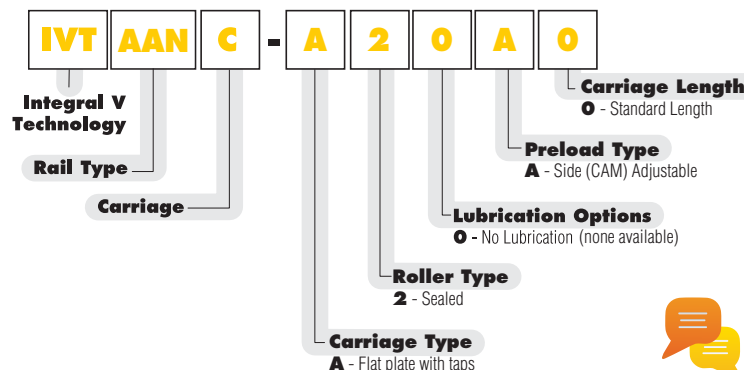 IVT AAN C - A 2 0 A 0
Integral V
Technology
Carriage Length
0 - Standard Length
Preload Type
A - Side (CAM) Adjustable
Rail Type
Carriage
Lubrication Options
0 - No Lubrication (none available)
Roller Type
2 - Sealed
Carriage Type
A - Flat plate with taps